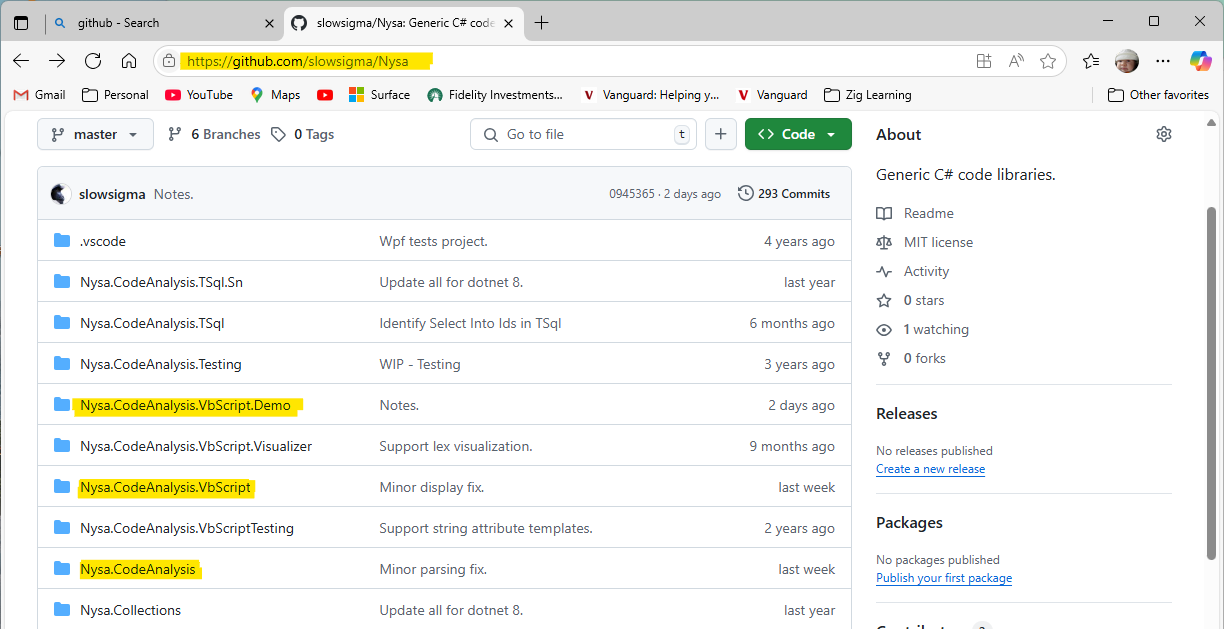 github - Search
slowsigma/Nysa: Generic C# code
https://github.com/slowsigma/Nysa
Gmail Personal YouTube Maps Surface Fidelity Investments... Vanguard: Helping y... Vanguard Zig Learning Other favorites
master 6 Branches 0 Tags Go to file t Code
slowsigma Notes. 0945365 · 2 days ago 293 Commits
.vscode Wpf tests project. 4 years ago
Nysa.CodeAnalysis.TSql.Sn Update all for dotnet 8. last year
Nysa.CodeAnalysis.TSql Identify Select Into Ids in TSql 6 months ago
Nysa.CodeAnalysis.Testing WIP - Testing 3 years ago
Nysa.CodeAnalysis.VbScript.Demo Notes. 2 days ago
Nysa.CodeAnalysis.VbScript.Visualizer Support lex visualization. 9 months ago
Nysa.CodeAnalysis.VbScript Minor display fix. last week
Nysa.CodeAnalysis.VbScriptTesting Support string attribute templates. 2 years ago
Nysa.CodeAnalysis Minor parsing fix. last week
Nysa.Collections Update all for dotnet 8. last year
About
Generic C# code libraries.
Readme
MIT license
Activity
0 stars
1 watching
0 forks
Releases
No releases published
Create a new release
Packages
No packages published
Publish your first package